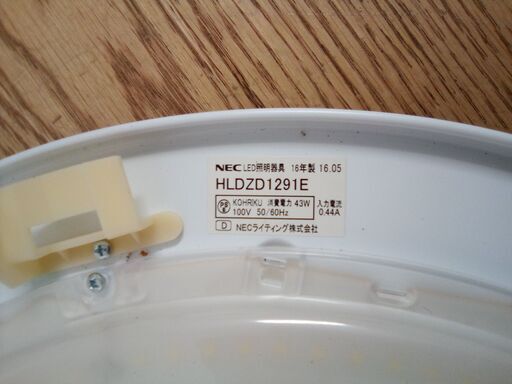 NEC LED照明器具 16年製 16.05
HLDZD1291E
PS E KOHRIKU 消費電力 43W 入力電流
100V 50/60Hz 0.44A
D NECライティング株式会社